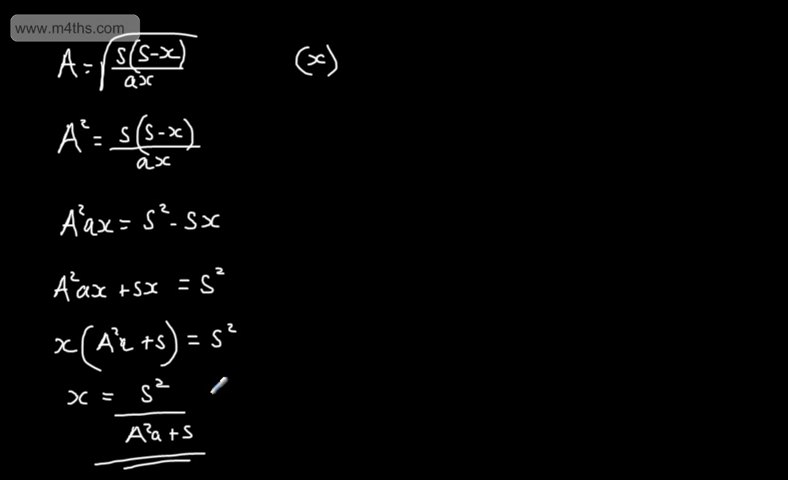 www.m4ths.com
A = √(s(s-x)/ax) (x)
A² = s(s-x)/ax
A²ax = s² - sx
A²ax + sx = s²
x(A²a + s) = s²
x = s²/(A²a + s)